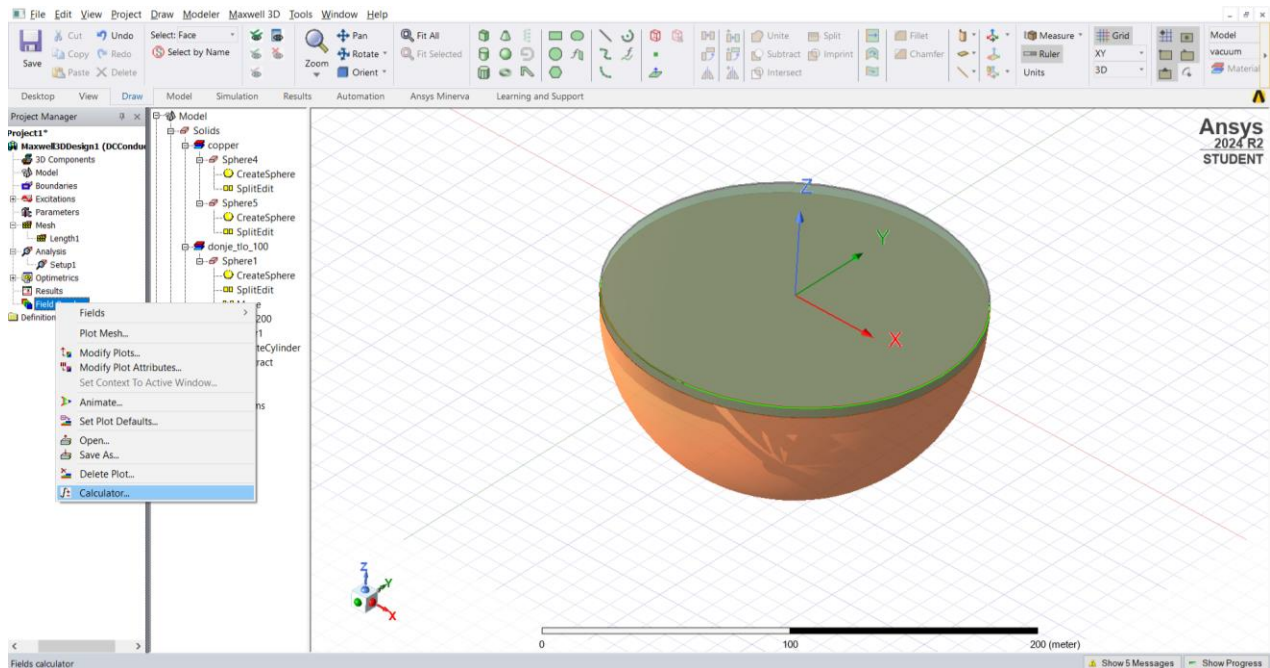 File Edit View Project Draw Modeler Maxwell 3D Tools Window Help
Save
Cut
Copy
Paste
Undo
Redo
Delete
Select: Face
Select by Name
Zoom
Pan
Rotate
Orient
Fit All
Fit Selected
Unite
Subtract
Intersect
Split
Imprint
Fillet
Chamfer
Measure
Ruler
Units
Grid
XY
3D
Model
vacuum
Material
Desktop View Draw Model Simulation Results Automation Ansys Minerva Learning and Support
Project Manager
Project1*
Maxwell3DDesign1 (DCCondu
3D Components
Model
Boundaries
Excitations
Parameters
Mesh
Length1
Analysis
Setup1
Optimetrics
Results
Field
Definition
Model
Solids
copper
Sphere4
CreateSphere
SplitEdit
Sphere5
CreateSphere
SplitEdit
donje_tlo_100
Sphere1
CreateSphere
SplitEdit
200
r1
teCylinder
ract
ns
Fields
Plot Mesh...
Modify Plots...
Modify Plot Attributes...
Set Context To Active Window...
Animate...
Set Plot Defaults...
Open...
Save As...
Delete Plot...
Calculator...
Ansys
2024 R2
STUDENT
Z
Y
X
Z
Y
X
0 100 200 (meter)
Fields calculator
Show 5 Messages Show Progress